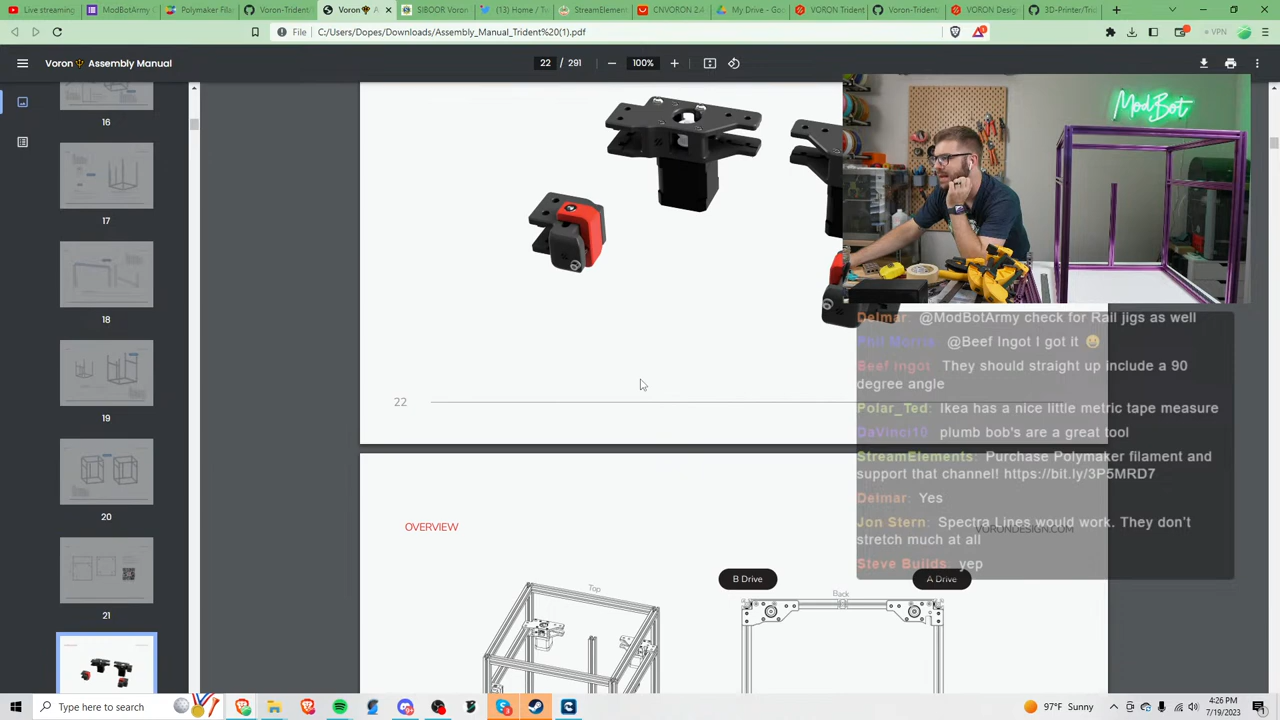 Live streaming
ModBotArmy
Polymaker Fila
Voron-Trident/
Voron
SIBOOR Voron
(13) Home / Tw
StreamElement
CNVORON 2.4
My Drive - Goo
VORON Trident
Voron-Trident
VORON Design
3D-Printer/Trid
File
C:/Users/Dopes/Downloads/Assembly_Manual_Trident%20(1).pdf
VPN
Voron Assembly Manual
22 / 291
100%
16
17
18
19
20
21
ModBot
22
Delmar: @ModBotArmy check for Rail jigs as well
Phil Morris: @Beef Ingot I got it
Beef Ingot: They should straight up include a 90
degree angle
Polar_Ted: Ikea has a nice little metric tape measure
DaVinci10 plumb bob's are a great tool
StreamElements: Purchase Polymaker filament and
support that channel! https://bit.ly/3P5MRD7
Delmar: Yes
Jon Stern: Spectra Lines would work. They don't
stretch much at all
Steve Builds: yep
OVERVIEW
VORONDESIGN.COM
B Drive
A Drive
Top
Back
Type here to search
97°F Sunny
4:26 PM
7/19/2023